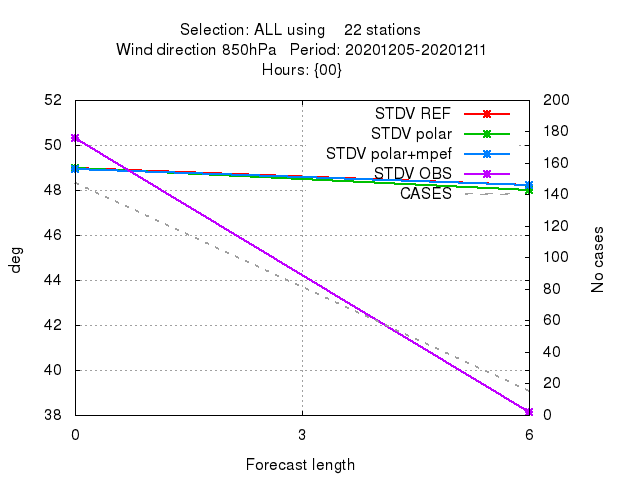 Selection: ALL using    22 stations
Wind direction 850hPa   Period: 20201205-20201211
Hours: {00}
52 200
STDV REF
180
50 STDV polar
160
STDV polar+mpef
48 STDV OBS
140
CASES
46 120
deg No cases
100
44 80
42 60
40
40 20
38 0
0 3 6
Forecast length